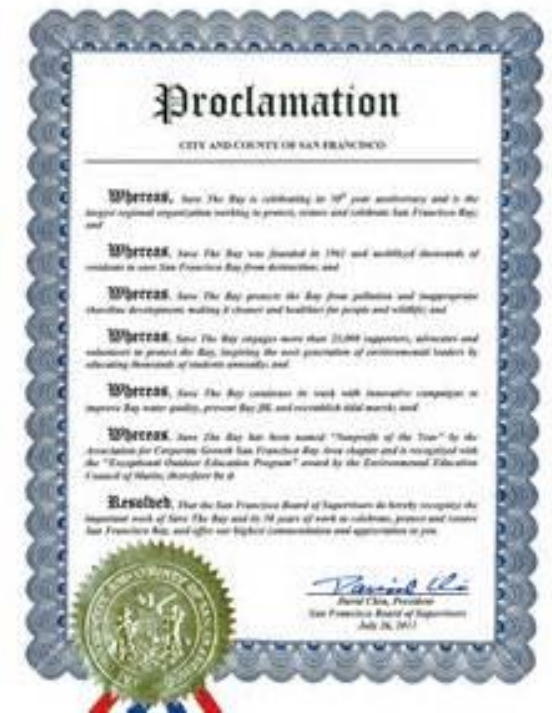 Proclamation
CITY AND COUNTY OF SAN FRANCISCO
Whereas, Save The Bay is celebrating its 50th year anniversary and is the
largest regional organization working to protect, restore and celebrate San Francisco Bay;
and
Whereas, Save The Bay was founded in 1961 and mobilized thousands of
residents to save San Francisco Bay from destruction; and
Whereas, Save The Bay protects the Bay from pollution and inappropriate
shoreline development, making it cleaner and healthier for people and wildlife; and
Whereas, Save The Bay engages more than 25,000 supporters, advocates and
volunteers to protect the Bay, inspiring the next generation of environmental leaders by
educating thousands of students annually; and
Whereas, Save The Bay continues its work with innovative campaigns to
improve Bay water quality, prevent Bay fill, and reestablish tidal marsh; and
Whereas, Save The Bay has been named "Nonprofit of the Year" by the
Association for Corporate Growth San Francisco Bay Area chapter and is recognized with
the "Exceptional Outdoor Education Program" award by the Environmental Education
Council of Marin; therefore be it
Resolved, That the San Francisco Board of Supervisors do hereby recognize the
important work of Save The Bay and its 50 years of work to celebrate, protect and restore
San Francisco Bay, and offer our highest commendation and appreciation to you.
David Chiu, President
San Francisco Board of Supervisors
July 26, 2011